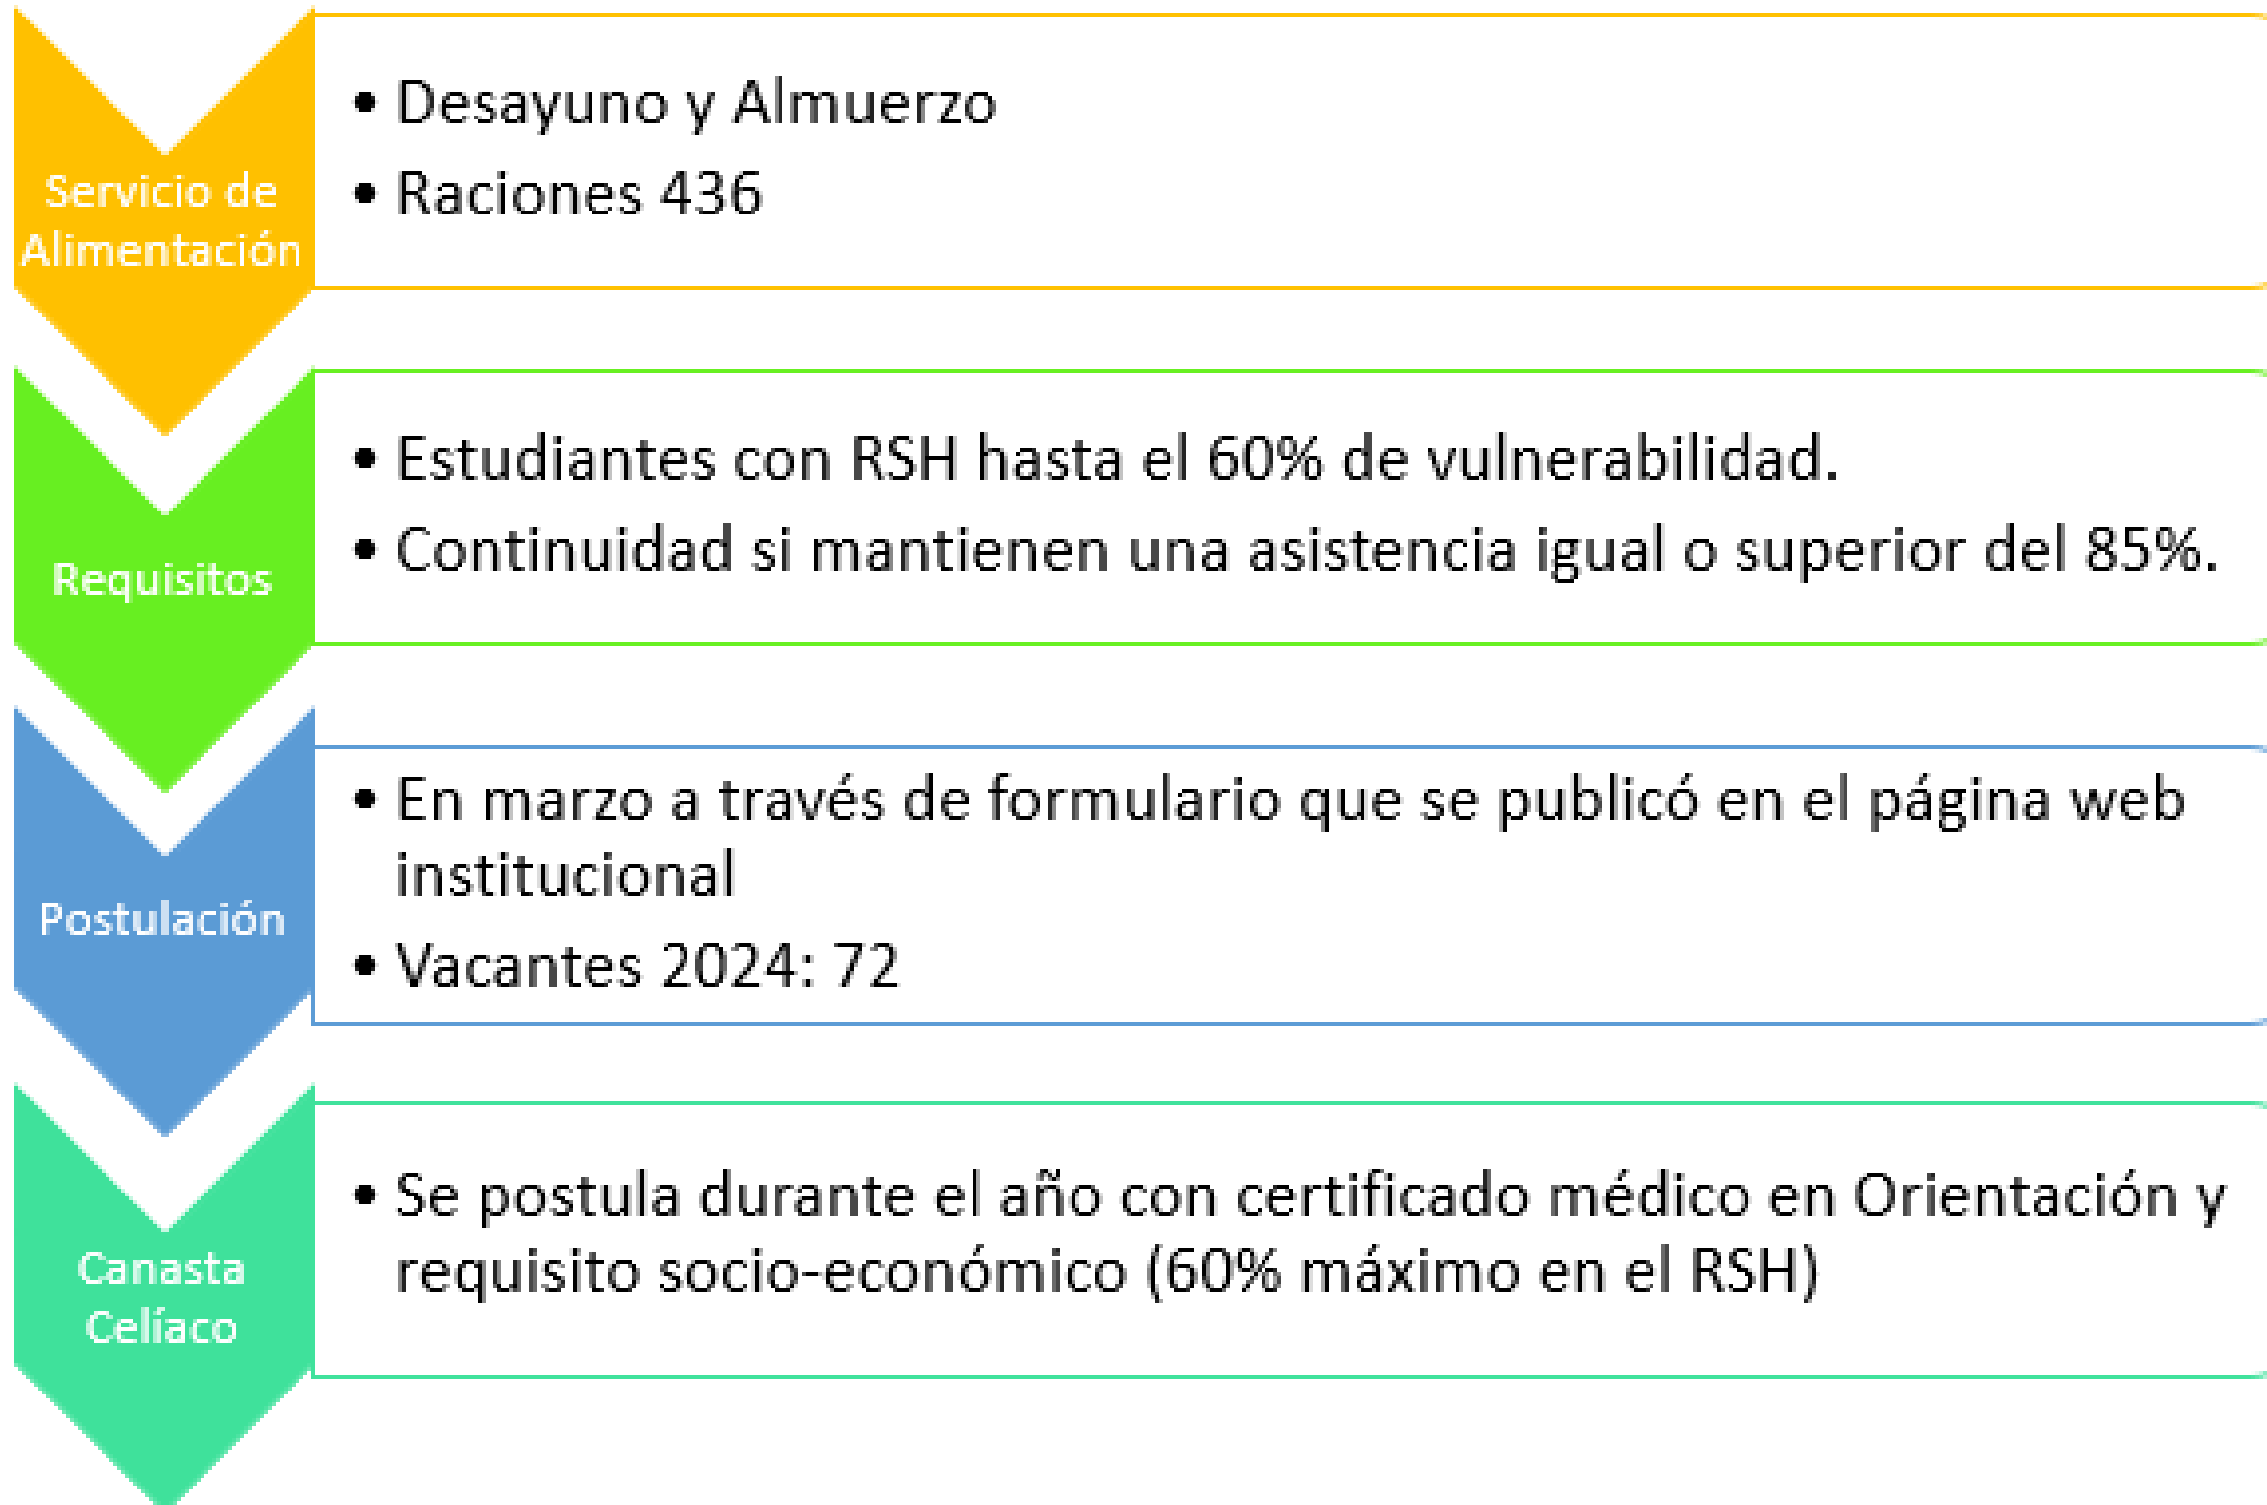 Servicio de
Alimentación
• Desayuno y Almuerzo
• Raciones 436
Requisitos
• Estudiantes con RSH hasta el 60% de vulnerabilidad.
• Continuidad si mantienen una asistencia igual o superior del 85%.
Postulación
• En marzo a través de formulario que se publicó en el página web
institucional
• Vacantes 2024: 72
Canasta
Celíaco
• Se postula durante el año con certificado médico en Orientación y
requisito socio-económico (60% máximo en el RSH)